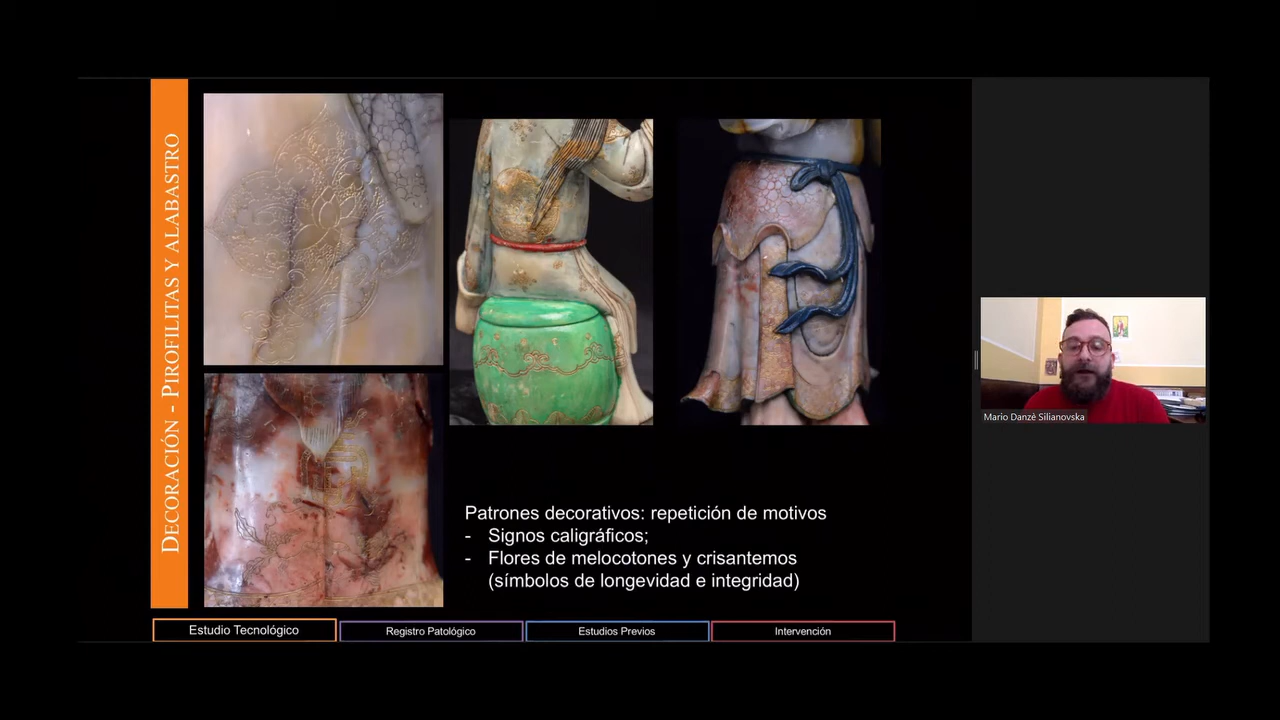 DECORACIÓN - PIROFILITAS Y ALABASTRO
Patrones decorativos: repetición de motivos
- Signos caligráficos;
- Flores de melocotones y crisantemos
(símbolos de longevidad e integridad)
Mario Danzè Silianovska
Estudio Tecnológico
Registro Patológico
Estudios Previos
Intervención